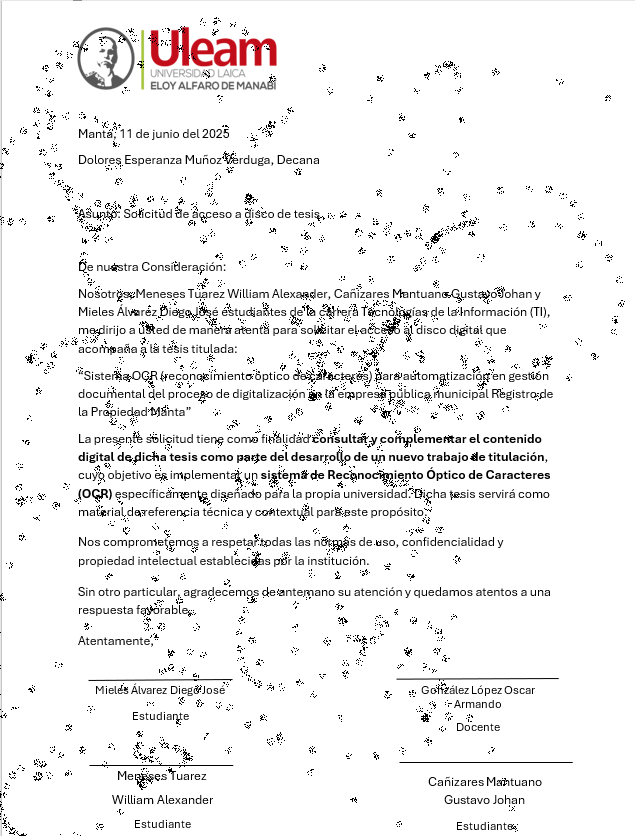 Uleam
UNIVERSIDAD LAICA
ELOY ALFARO DE MANABÍ
Manta, 11 de junio del 2025
Dolores Esperanza Muñoz Verduga, Decana
Asunto: Solicitud de acceso a disco de tesis.
De nuestra Consideración:
Nosotros, Meneses Tuarez William Alexander, Cañizares Mantuano Gustavo Johan y
Mieles Álvarez Diego José estudiantes de la carrera Tecnologías de la Información (TI),
me dirijo a usted de manera atenta para solicitar el acceso al disco digital que
acompaña a la tesis titulada:
"Sistema OCR (reconocimiento óptico de caracteres) para automatización en gestión
documental del proceso de digitalización en la empresa pública municipal Registro de
la Propiedad Manta"
La presente solicitud tiene como finalidad consultar y complementar el contenido
digital de dicha tesis como parte del desarrollo de un nuevo trabajo de titulación,
cuyo objetivo es implementar un sistema de Reconocimiento Óptico de Caracteres
(OCR) específicamente diseñado para la propia universidad. Dicha tesis servirá como
material de referencia técnica y contextual para este propósito.
Nos comprometemos a respetar todas las normas de uso, confidencialidad y
propiedad intelectual establecidas por la institución.
Sin otro particular, agradecemos de antemano su atención y quedamos atentos a una
respuesta favorable.
Atentamente,
Mieles Álvarez Diego José
Estudiante
González López Oscar
Armando
Docente
Meneses Tuarez
William Alexander
Estudiante
Cañizares Mantuano
Gustavo Johan
Estudiante